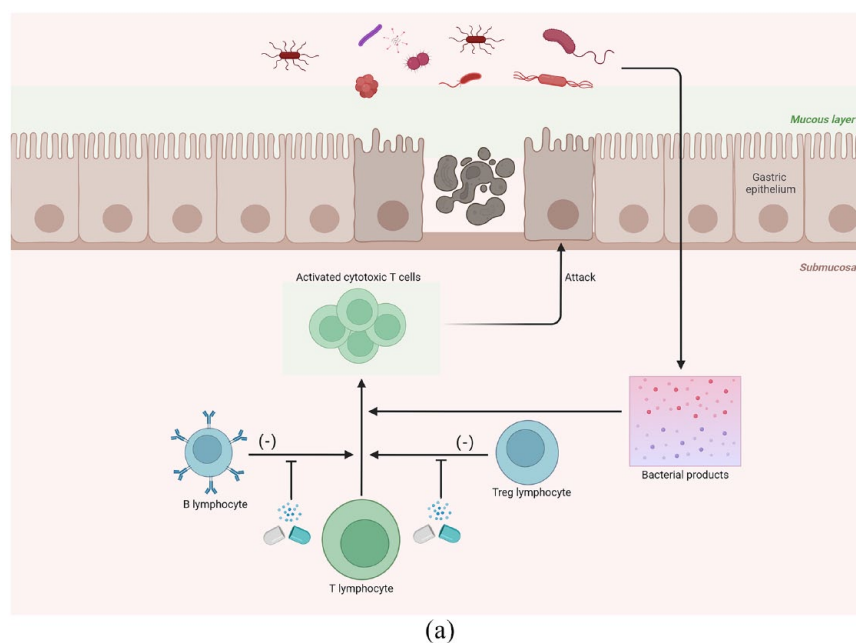 Mucous layer
Gastric
epithelium
Submucosa
Activated cytotoxic T cells
Attack
(-)
(-)
B lymphocyte
Treg lymphocyte
Bacterial products
T lymphocyte
(a)